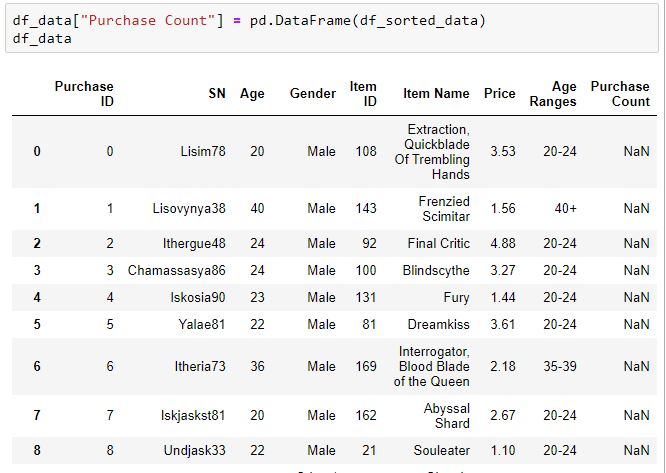 df_data["Purchase Count"] = pd.DataFrame(df_sorted_data)
df_data
Purchase ID SN Age Gender Item ID Item Name Price Age Ranges Purchase Count
0 0 Lisim78 20 Male 108 Extraction, Quickblade Of Trembling Hands 3.53 20-24 NaN
1 1 Lisovynya38 40 Male 143 Frenzied Scimitar 1.56 40+ NaN
2 2 Ithergue48 24 Male 92 Final Critic 4.88 20-24 NaN
3 3 Chamassasya86 24 Male 100 Blindscythe 3.27 20-24 NaN
4 4 Iskosia90 23 Male 131 Fury 1.44 20-24 NaN
5 5 Yalae81 22 Male 81 Dreamkiss 3.61 20-24 NaN
6 6 Itheria73 36 Male 169 Interrogator, Blood Blade of the Queen 2.18 35-39 NaN
7 7 Iskjaskst81 20 Male 162 Abyssal Shard 2.67 20-24 NaN
8 8 Undjask33 22 Male 21 Souleater 1.10 20-24 NaN